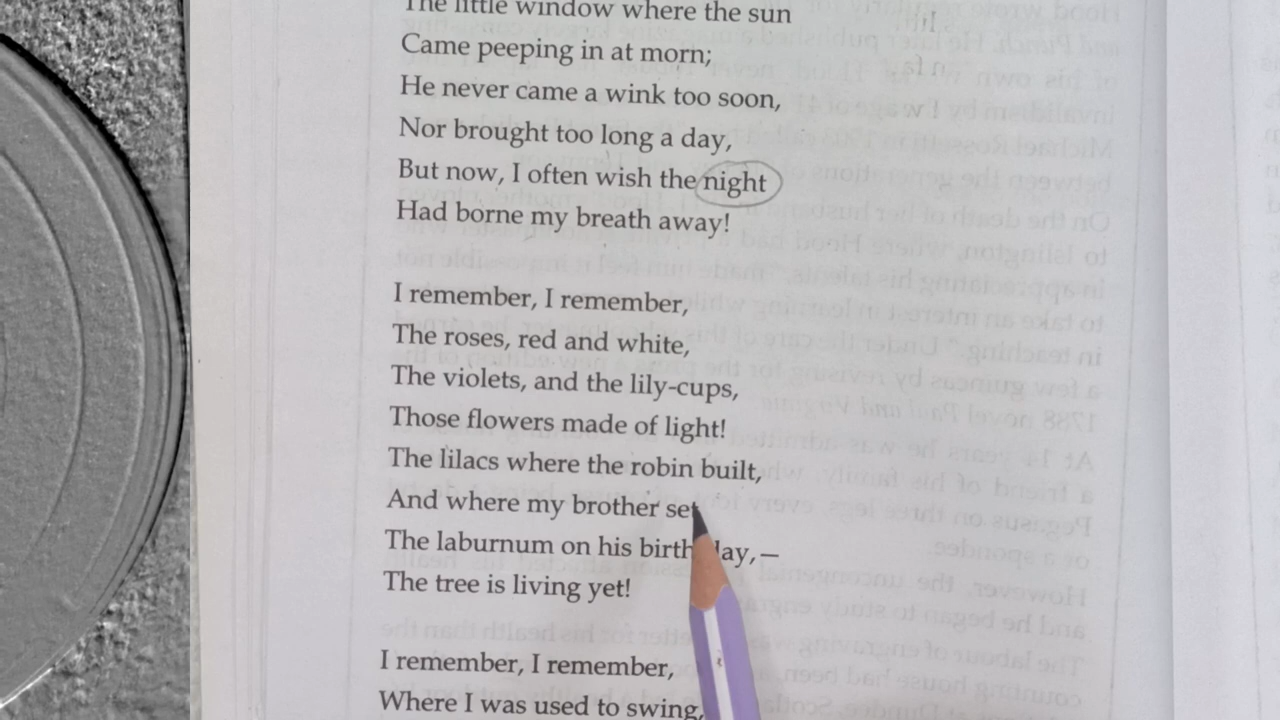 The little window where the sun
Came peeping in at morn;
He never came a wink too soon,
Nor brought too long a day,
But now, I often wish the night
Had borne my breath away!
I remember, I remember,
The roses, red and white,
The violets, and the lily-cups,
Those flowers made of light!
The lilacs where the robin built,
And where my brother set
The laburnum on his birthday,—
The tree is living yet!
I remember, I remember,
Where I was used to swing,